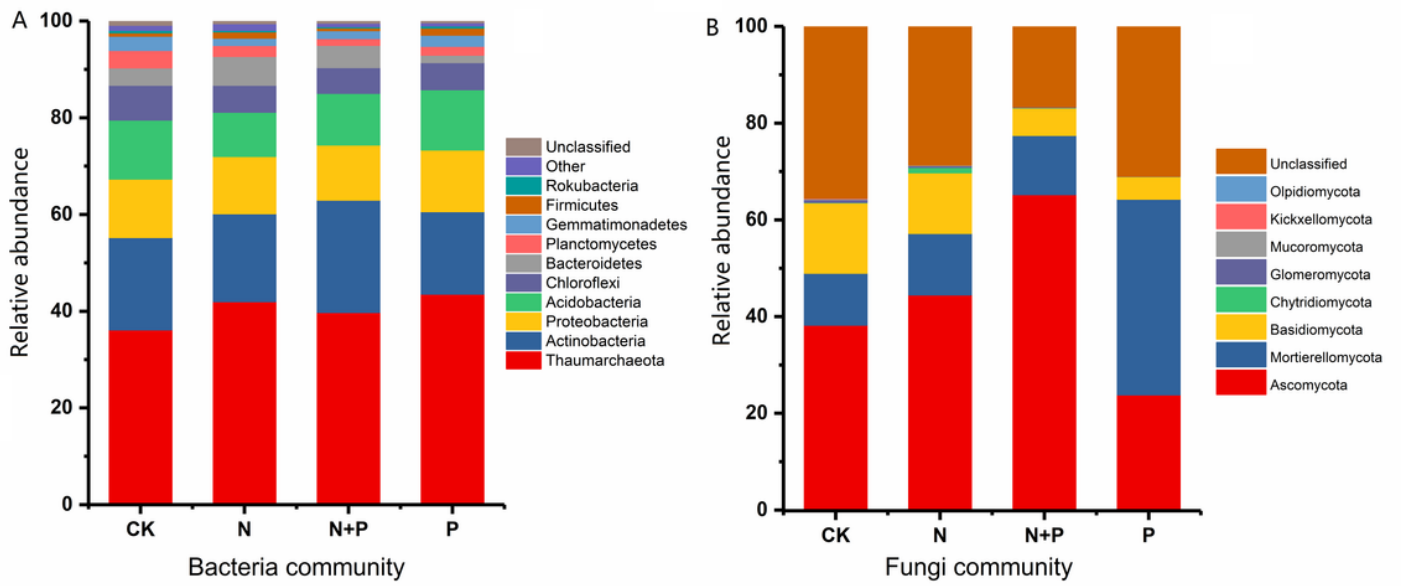 A
Relative abundance
100
80
60
40
20
0
CK
N
N+P
P
Bacteria community
Unclassified
Other
Rokubacteria
Firmicutes
Gemmatimonadetes
Planctomycetes
Bacteroidetes
Chloroflexi
Acidobacteria
Proteobacteria
Actinobacteria
Thaumarchaeota
B
Relative abundance
100
80
60
40
20
0
CK
N
N+P
P
Fungi community
Unclassified
Olpidiomycota
Kickxellomycota
Mucoromycota
Glomeromycota
Chytridiomycota
Basidiomycota
Mortierellomycota
Ascomycota